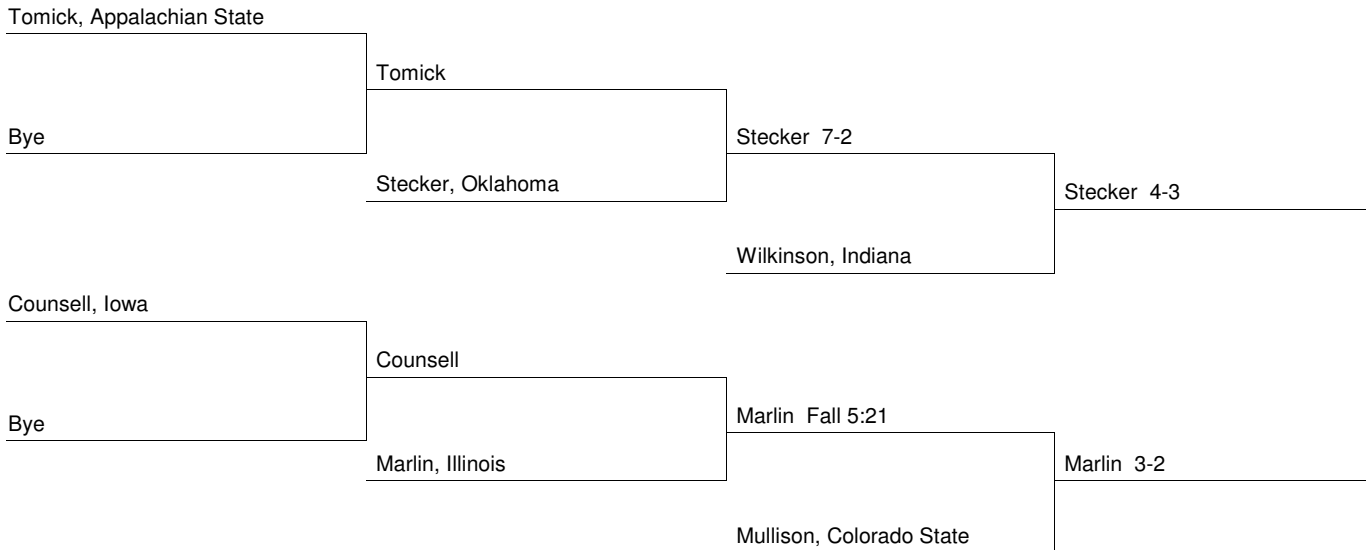 Tomick, Appalachian State
Tomick
Bye
Stecker  7-2
Stecker, Oklahoma
Stecker  4-3
Wilkinson, Indiana
Counsell, Iowa
Counsell
Bye
Marlin  Fall 5:21
Marlin, Illinois
Marlin  3-2
Mullison, Colorado State